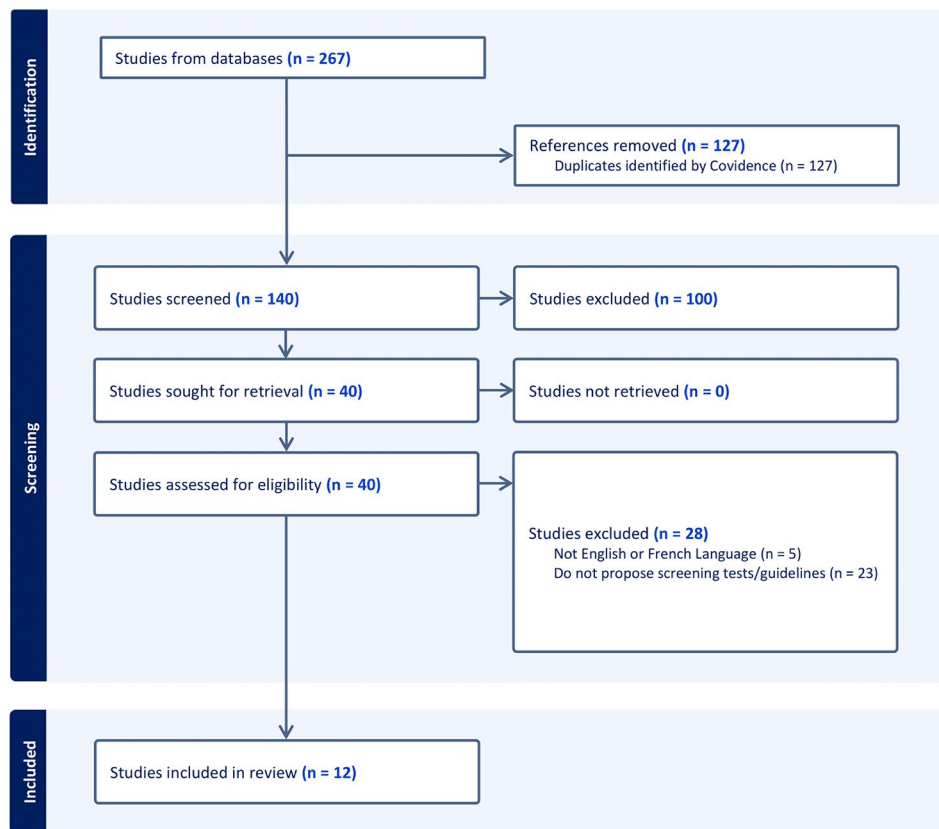 Identification
Studies from databases (n = 267)
References removed (n = 127)
Duplicates identified by Covidence (n = 127)
Screening
Studies screened (n = 140)
Studies excluded (n = 100)
Studies sought for retrieval (n = 40)
Studies not retrieved (n = 0)
Studies assessed for eligibility (n = 40)
Studies excluded (n = 28)
Not English or French Language (n = 5)
Do not propose screening tests/guidelines (n = 23)
Included
Studies included in review (n = 12)